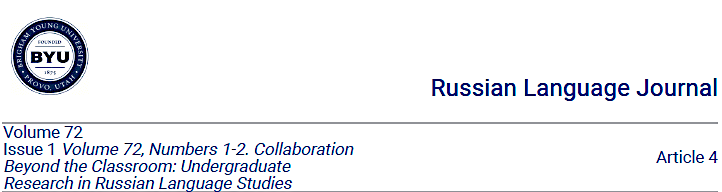 BRIGHAM YOUNG UNIVERSITY
FOUNDED
BYU
1875
PROVO, UTAH
Russian Language Journal
Volume 72
Issue 1 Volume 72, Numbers 1-2. Collaboration
Beyond the Classroom: Undergraduate
Research in Russian Language Studies
Article 4